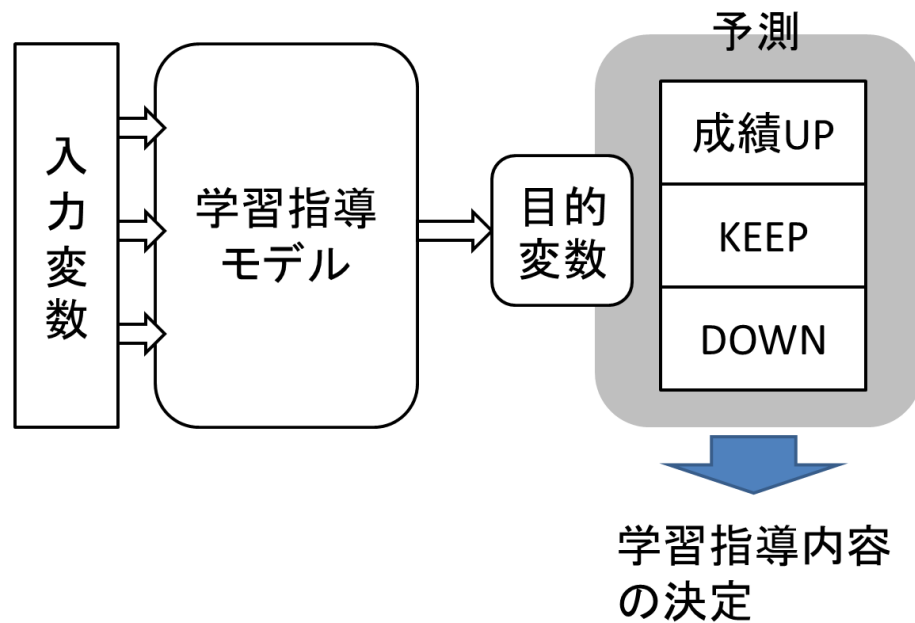 入力変数
学習指導
モデル
目的
変数
予測
成績UP
KEEP
DOWN
学習指導内容
の決定